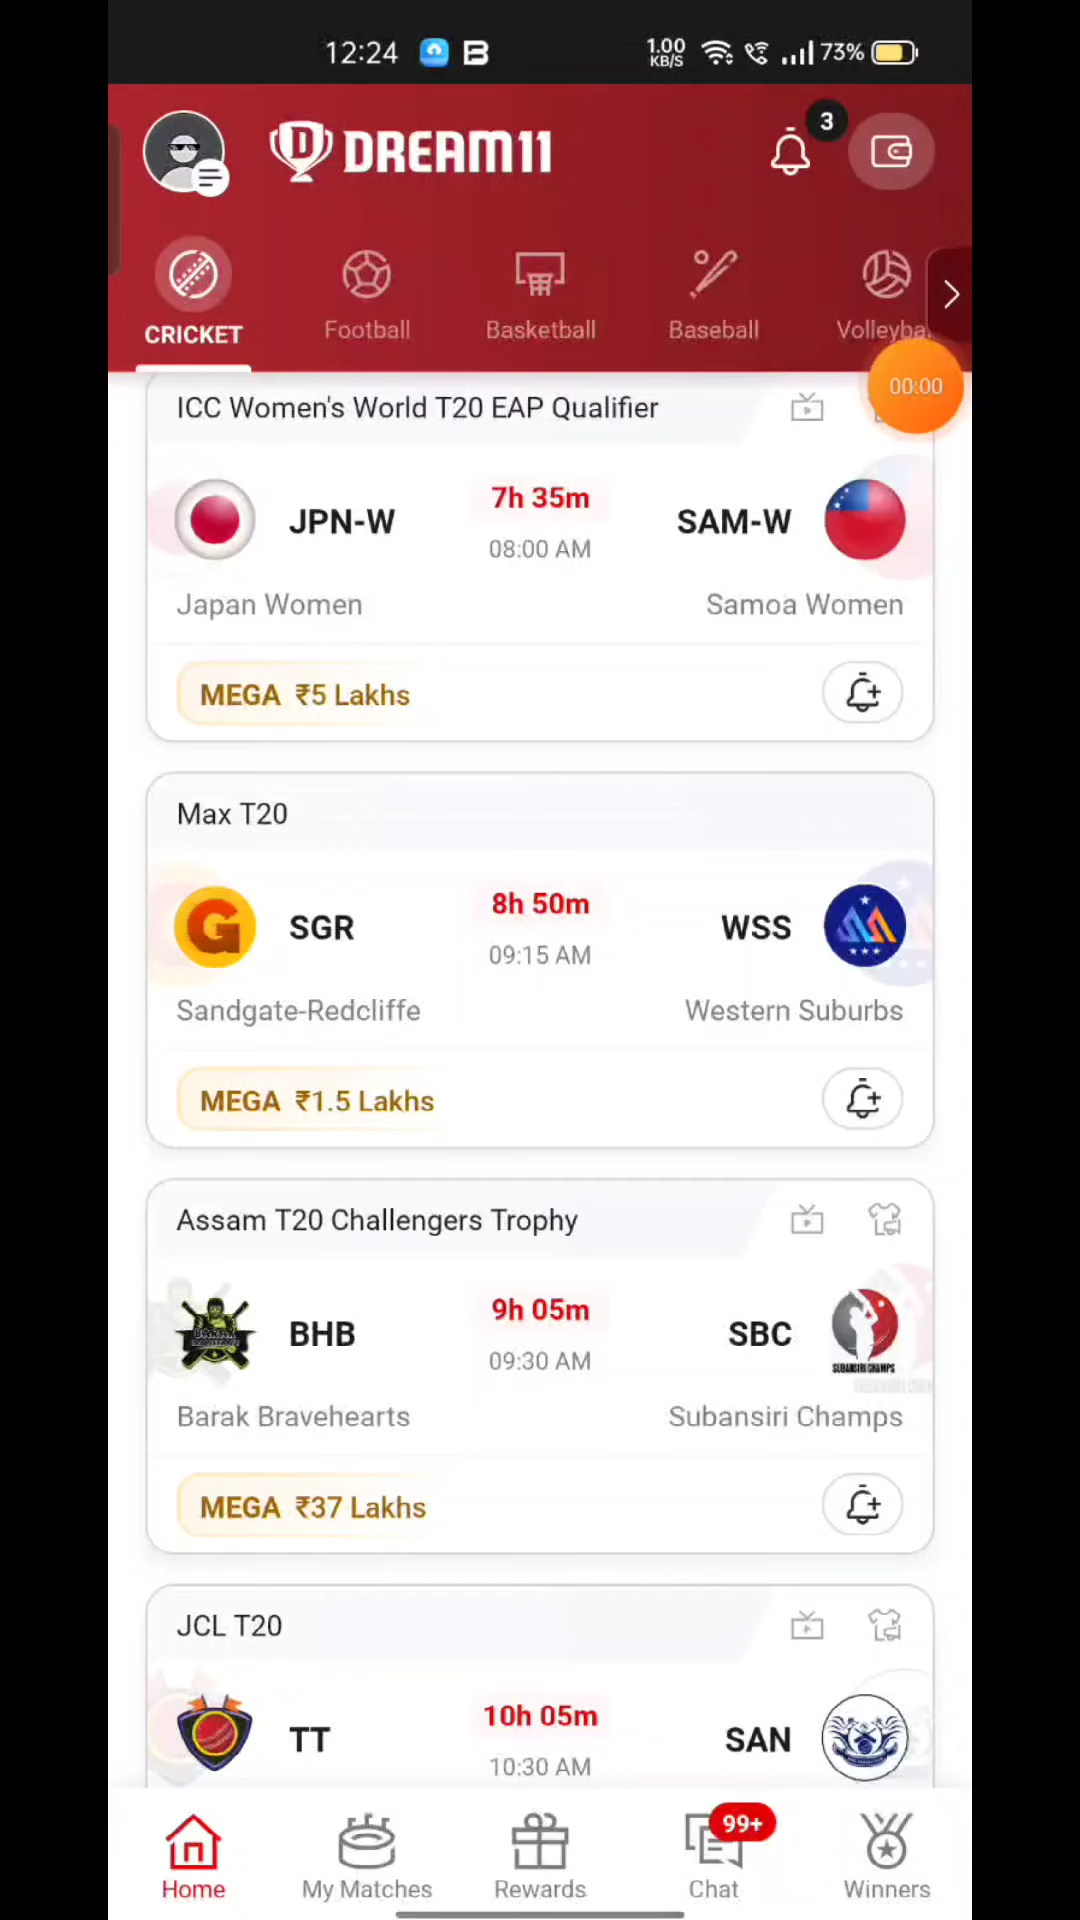 12:24
1.00 KB/S
73%
DREAM11
3
CRICKET
Football
Basketball
Baseball
Volleyba
00:00
ICC Women's World T20 EAP Qualifier
JPN-W
7h 35m
SAM-W
08:00 AM
Japan Women
Samoa Women
MEGA ₹5 Lakhs
Max T20
SGR
8h 50m
WSS
09:15 AM
Sandgate-Redcliffe
Western Suburbs
MEGA ₹1.5 Lakhs
Assam T20 Challengers Trophy
BHB
9h 05m
SBC
SUBANSIRI CHAMPS
09:30 AM
Barak Bravehearts
Subansiri Champs
MEGA ₹37 Lakhs
JCL T20
TT
10h 05m
SAN
10:30 AM
99+
Home
My Matches
Rewards
Chat
Winners